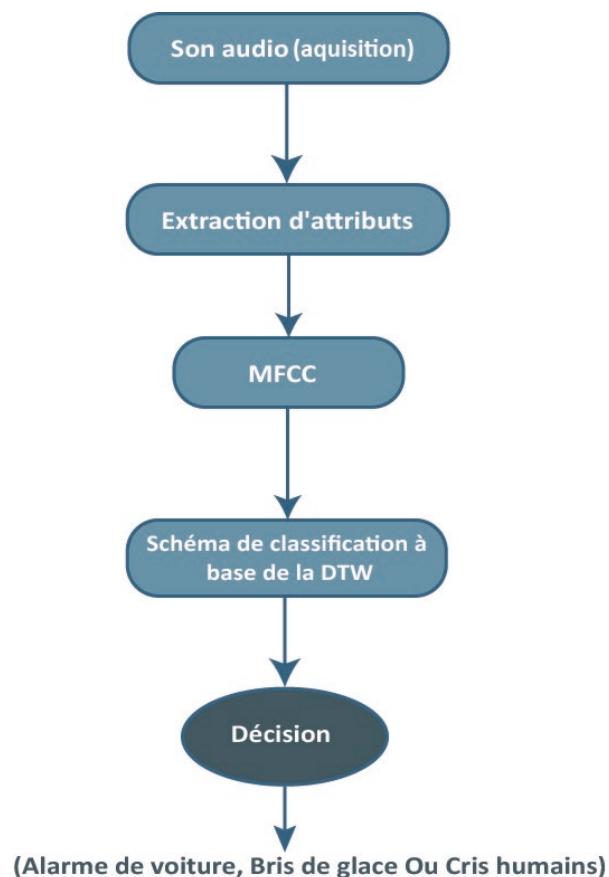 Son audio (aquisition)
Extraction d'attributs
MFCC
Schéma de classification à
base de la DTW
Décision
(Alarme de voiture, Bris de glace Ou Cris humains)